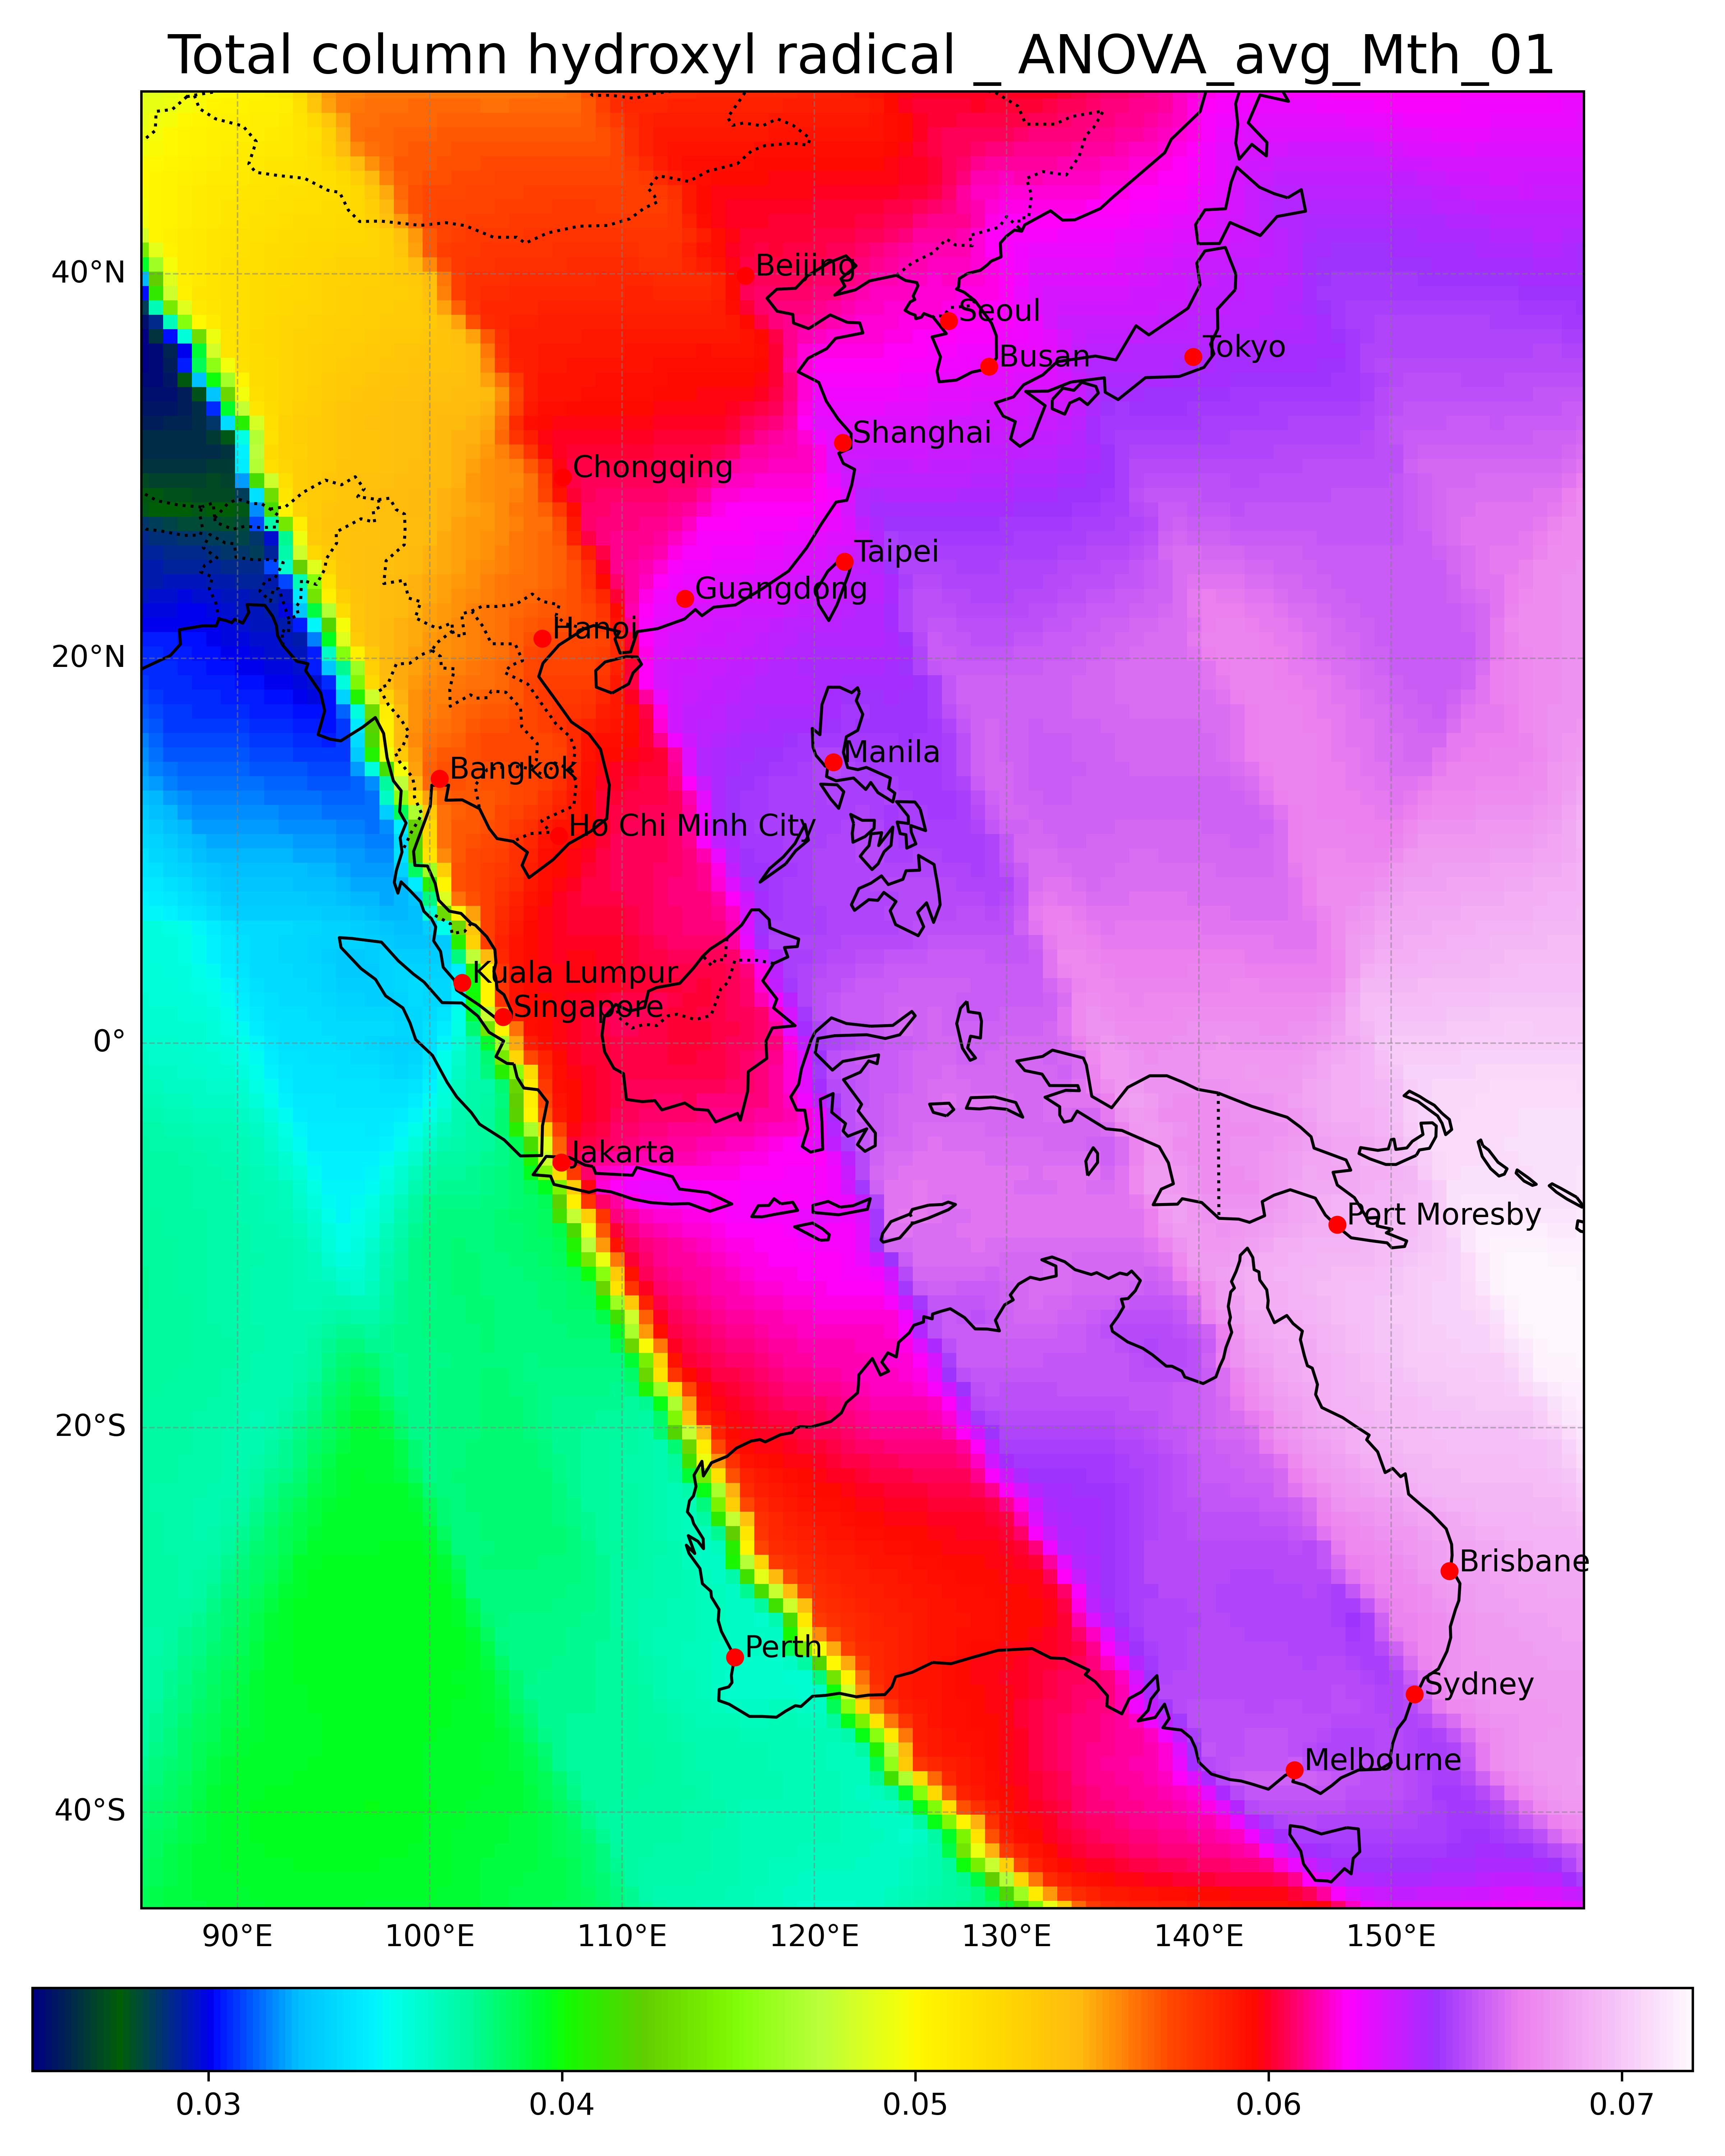 Total column hydroxyl radical _ ANOVA_avg_Mth_01
40°N
Beijing
Seoul
Tokyo
Busan
Shanghai
Chongqing
Taipei
Guangdong
Hanoi
20°N
Manila
Bangkok
Ho Chi Minh City
Kuala Lumpur
Singapore
0°
Jakarta
Port Moresby
20°S
Brisbane
Perth
Sydney
Melbourne
40°S
90°E 100°E 110°E 120°E 130°E 140°E 150°E
0.03 0.04 0.05 0.06 0.07